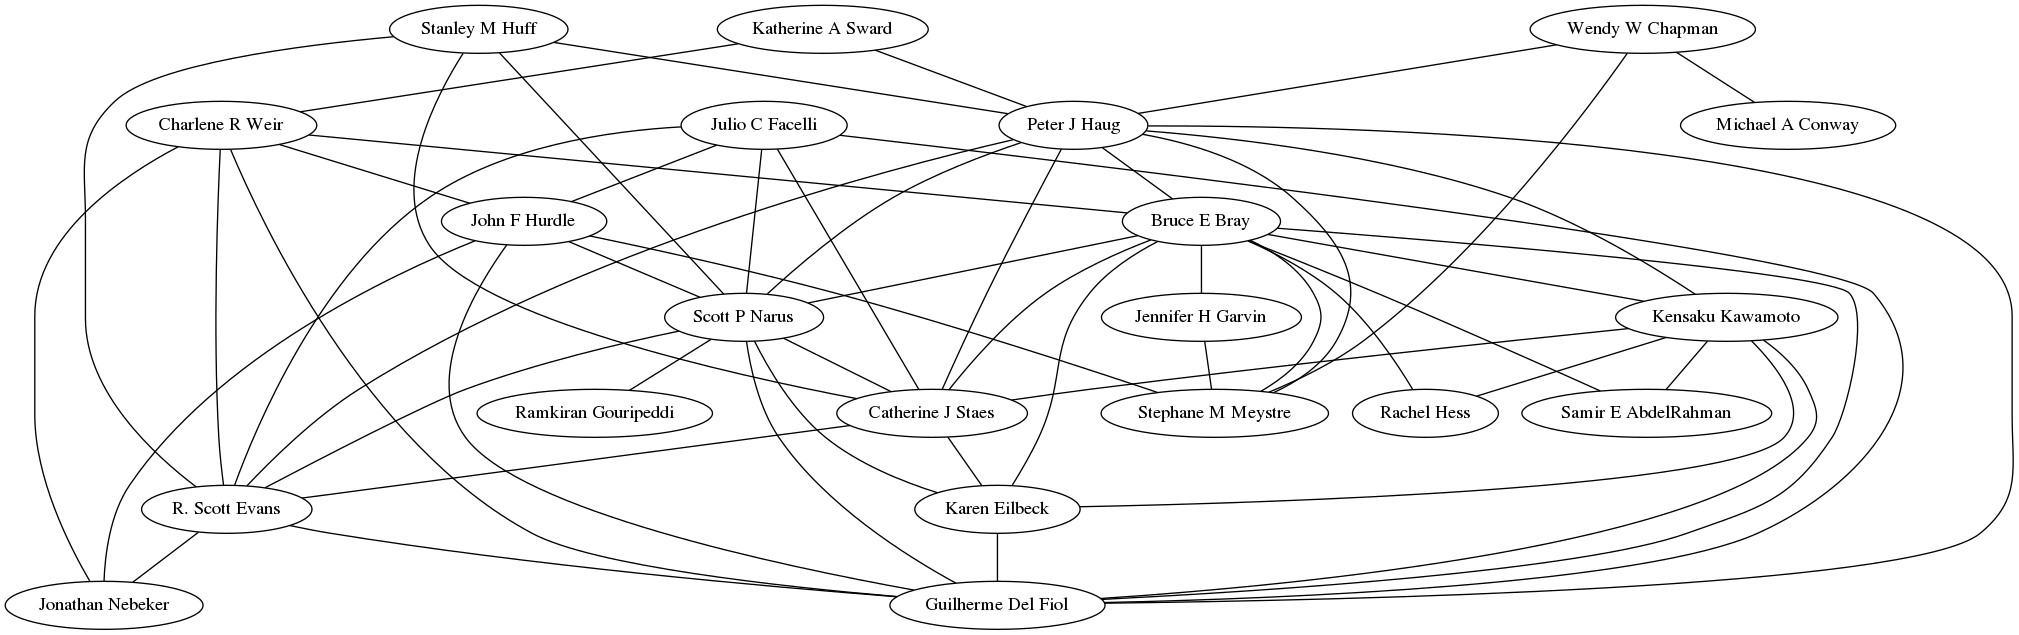 Stanley M Huff
Katherine A Sward
Wendy W Chapman
Charlene R Weir
Julio C Facelli
Peter J Haug
Michael A Conway
John F Hurdle
Bruce E Bray
Scott P Narus
Jennifer H Garvin
Kensaku Kawamoto
Ramkiran Gouripeddi
Catherine J Staes
Stephane M Meystre
Rachel Hess
Samir E AbdelRahman
R. Scott Evans
Karen Eilbeck
Jonathan Nebeker
Guilherme Del Fiol